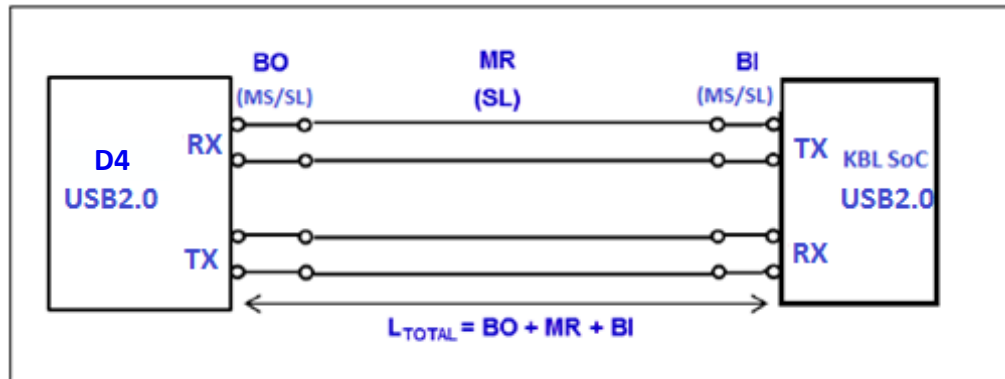 BO
MR
BI
(MS/SL)
(SL)
(MS/SL)
RX
D4
USB2.0
TX
TX
KBL SoC
USB2.0
RX
L_TOTAL = BO + MR + BI